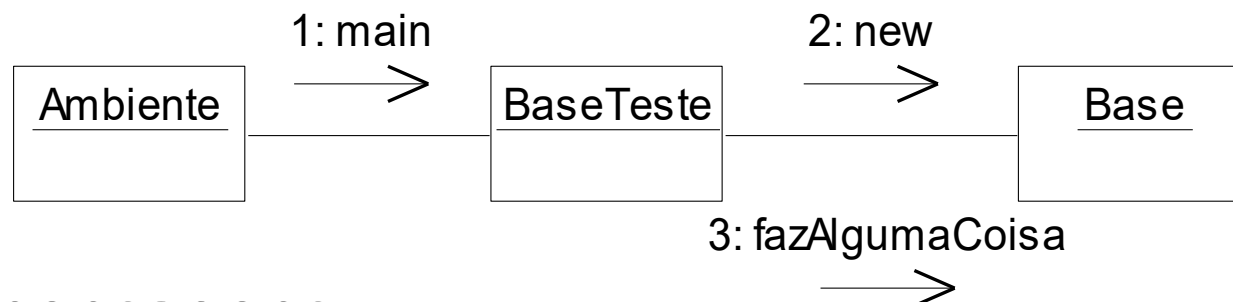 1: main
2: new
Ambiente
BaseTeste
Base
3: fazAlgumaCoisa